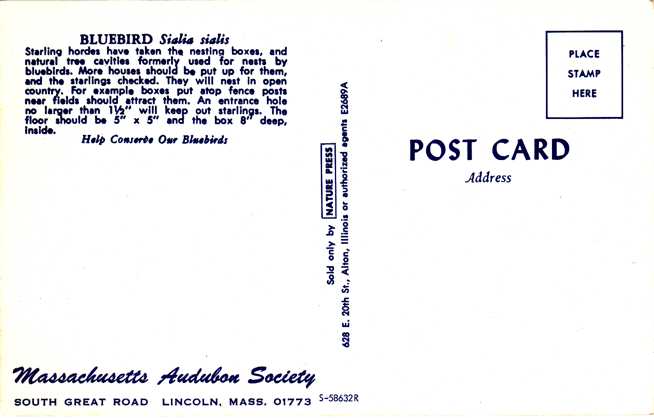 BLUEBIRD Sialia sialis
Starling hordes have taken the nesting boxes, and
natural tree cavities formerly used for nests by
bluebirds. More houses should be put up for them,
and the starlings checked. They will nest in open
country. For example boxes put atop fence posts
near fields should attract them. An entrance hole
no larger than 1½" will keep out starlings. The
floor should be 5" x 5" and the box 8" deep,
inside.
Help Conserve Our Bluebirds
Massachusetts Audubon Society
SOUTH GREAT ROAD LINCOLN, MASS. 01773 S-58632R
Sold only by NATURE PRESS
628 E. 20th St., Alton, Illinois or authorized agents E2689A
PLACE
STAMP
HERE
POST CARD
Address